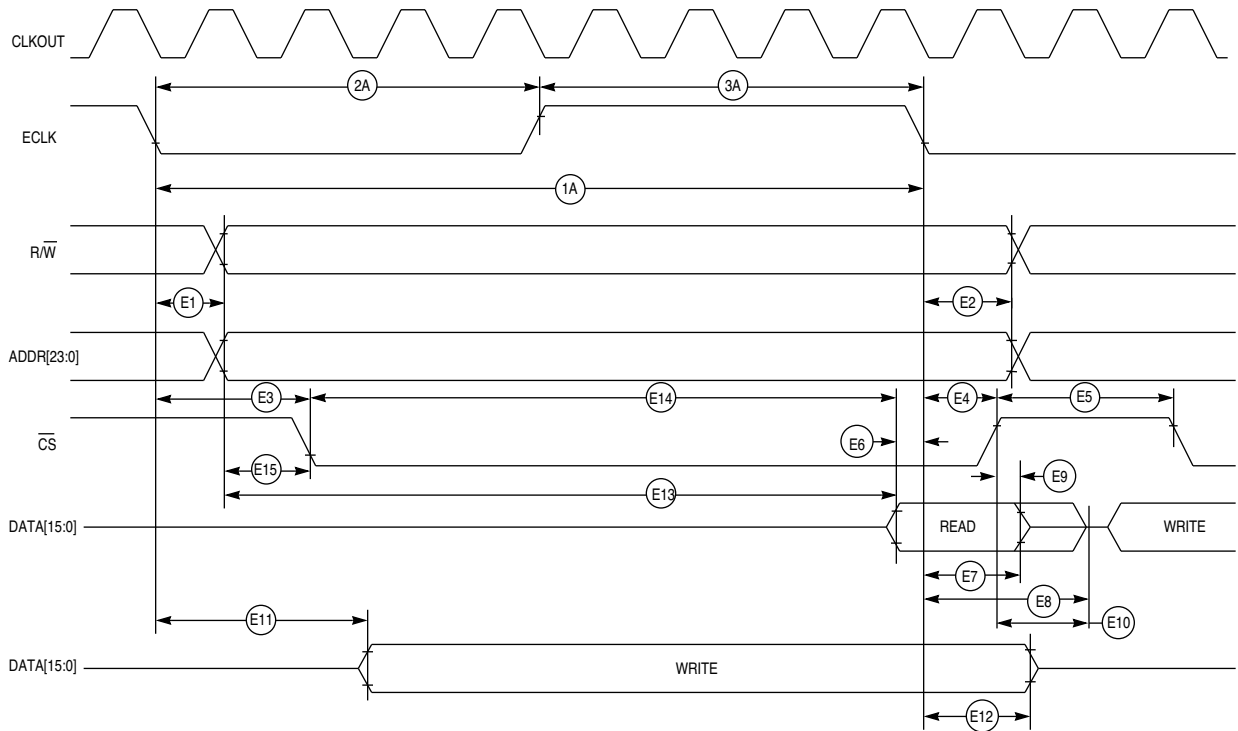 CLKOUT
2A
3A
ECLK
1A
R/W
E1
E2
ADDR[23:0]
E3
E14
E4
E5
CS
E6
E15
E9
E13
DATA[15:0]
READ
WRITE
E7
E8
E11
E10
DATA[15:0]
WRITE
E12